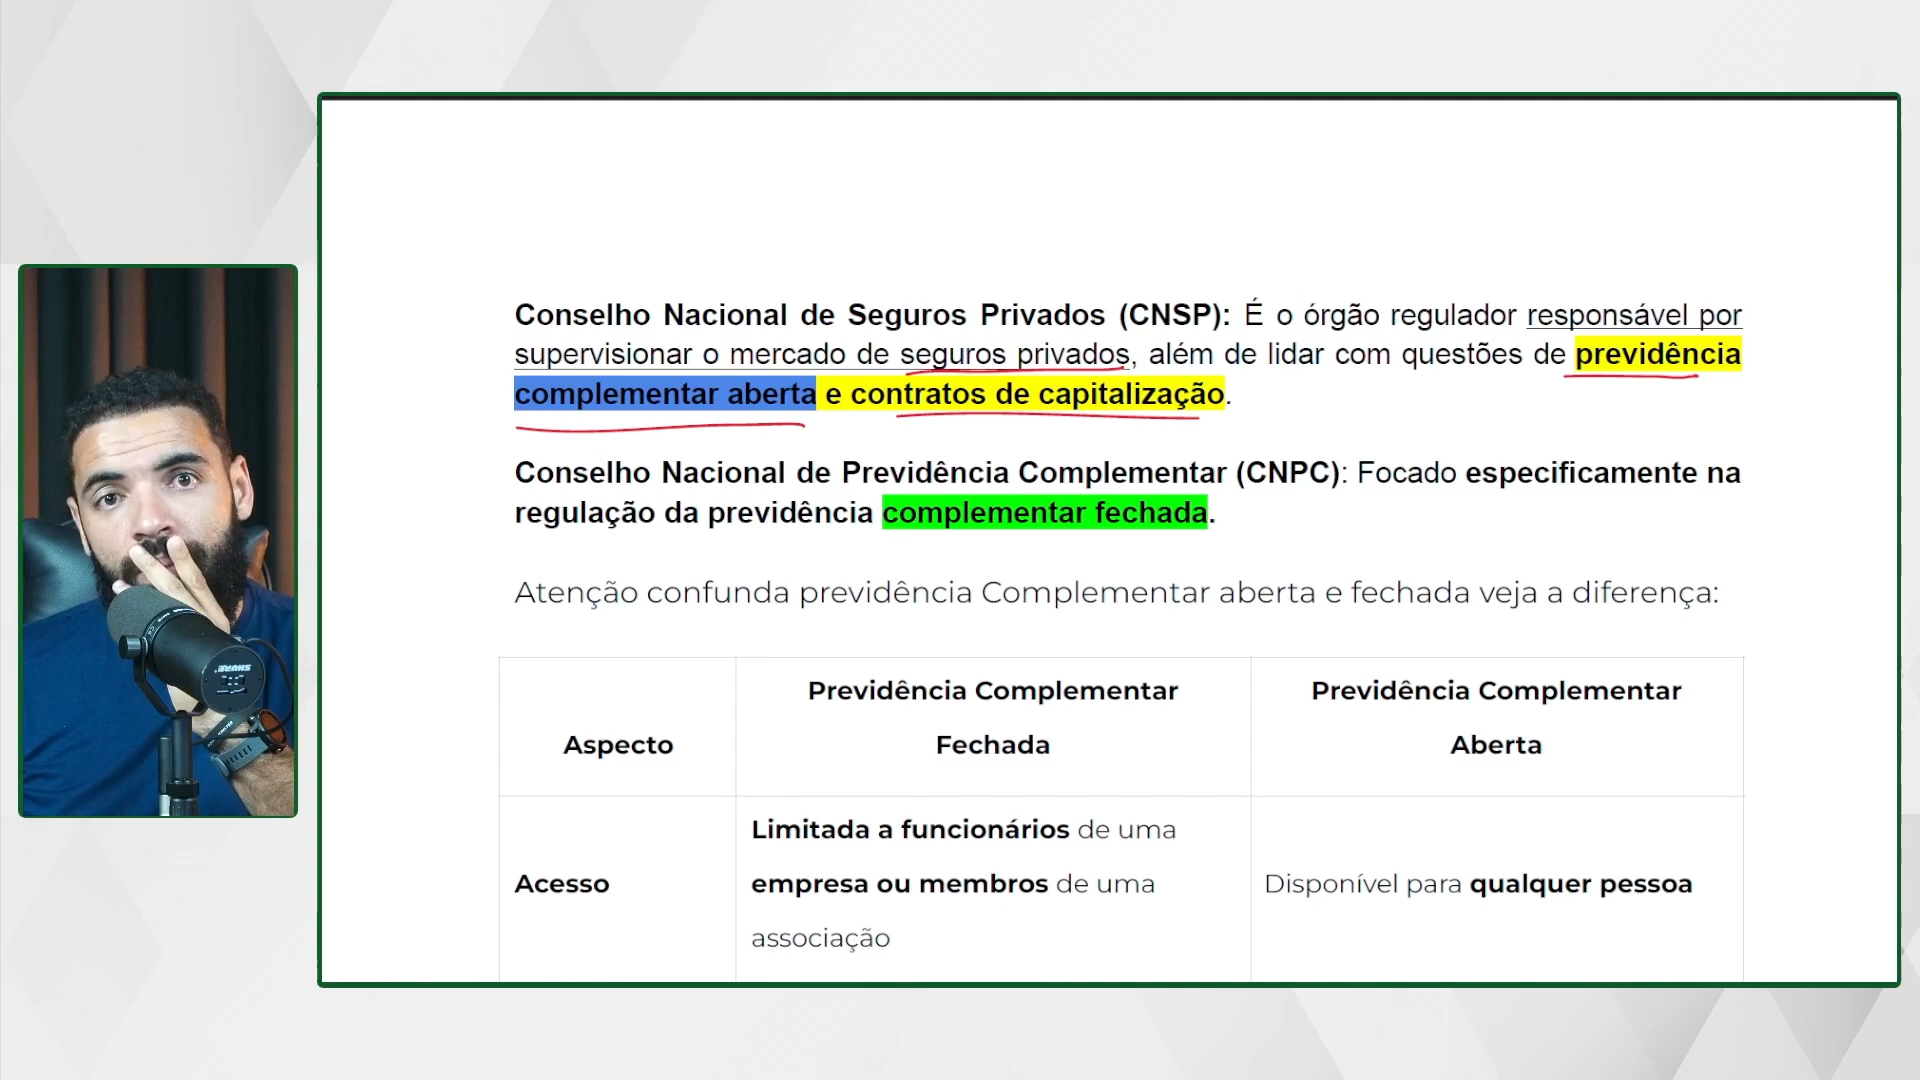 Conselho Nacional de Seguros Privados (CNSP): É o órgão regulador responsável por
supervisionar o mercado de seguros privados, além de lidar com questões de previdência
complementar aberta e contratos de capitalização.
Conselho Nacional de Previdência Complementar (CNPC): Focado especificamente na
regulação da previdência complementar fechada.
Atenção confunda previdência Complementar aberta e fechada veja a diferença:
Aspecto
Previdência Complementar
Fechada
Previdência Complementar
Aberta
Acesso
Limitada a funcionários de uma
empresa ou membros de uma
associação
Disponível para qualquer pessoa
SHURE